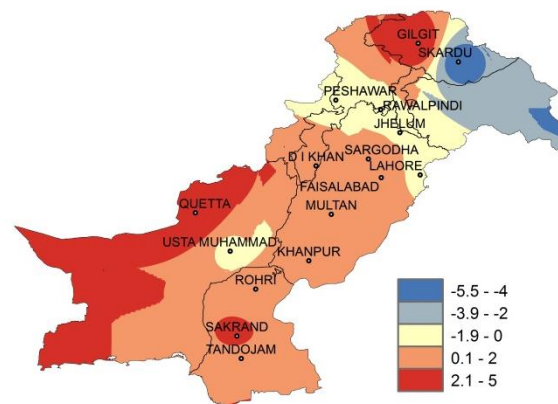 GILGIT
SKARDU
PESHAWAR
RAWALPINDI
JHELUM
SARGODHA
D I KHAN
LAHORE
FAISALABAD
QUETTA
MULTAN
USTA MUHAMMAD
KHANPUR
ROHRI
SAKRAND
TANDOJAM
-5.5 - -4
-3.9 - -2
-1.9 - 0
0.1 - 2
2.1 - 5